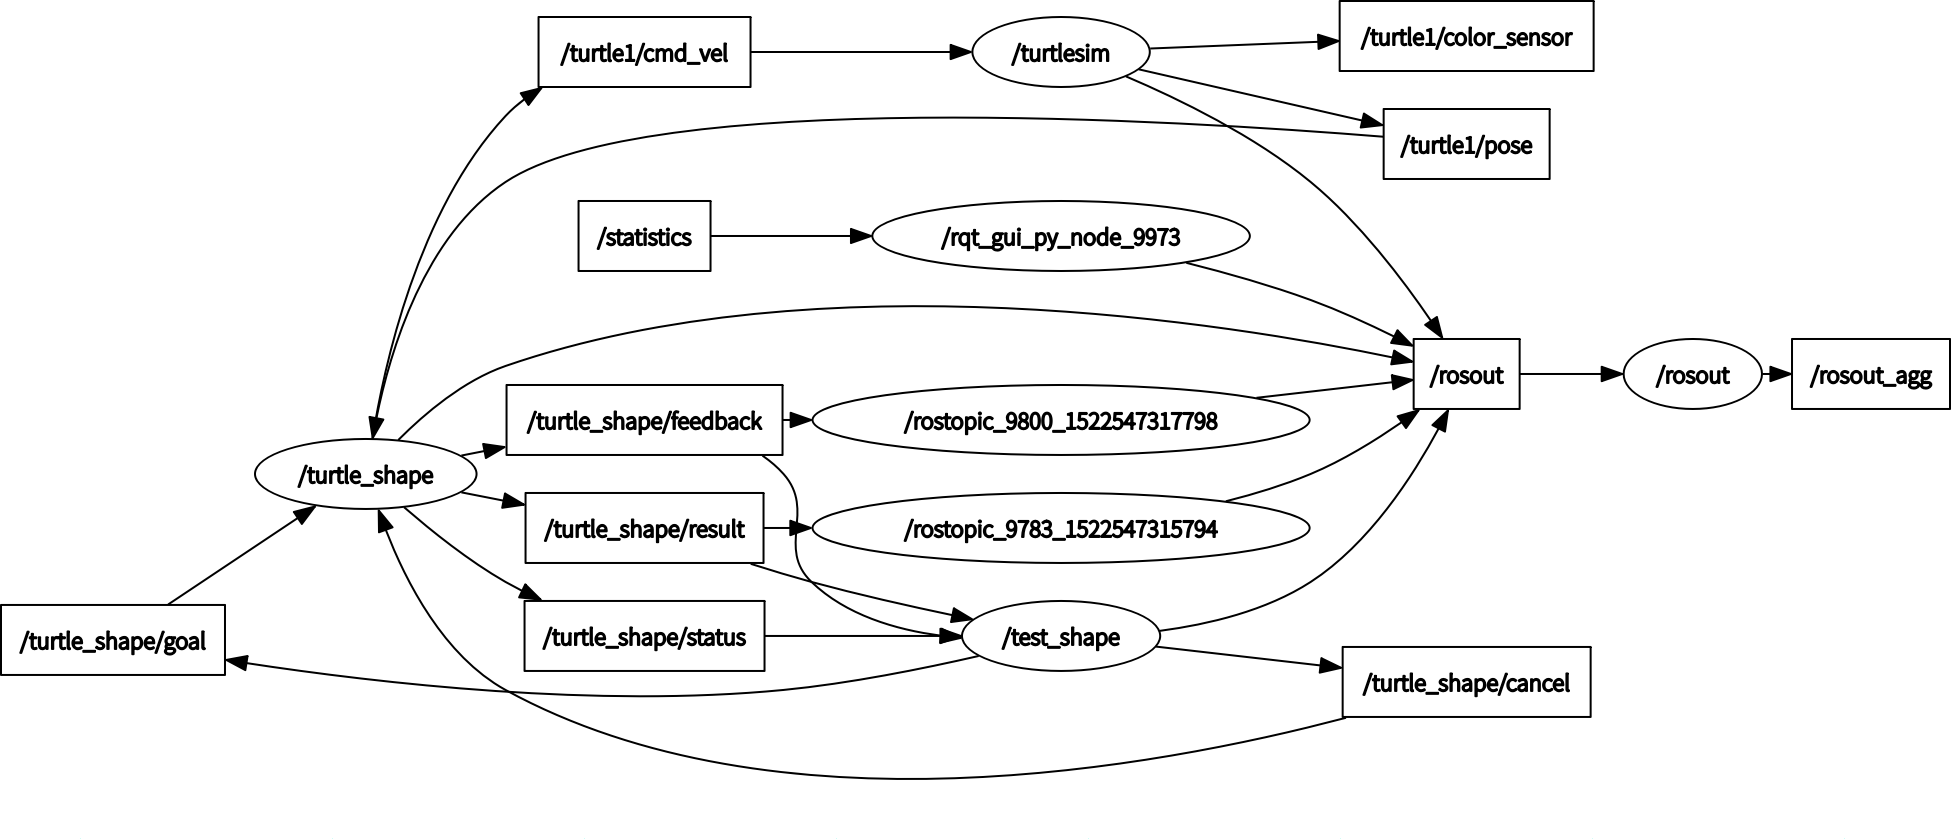 /turtle1/cmd_vel
/turtlesim
/turtle1/color_sensor
/turtle1/pose
/statistics
/rqt_gui_py_node_9973
/rosout
/rosout
/rosout_agg
/turtle_shape/feedback
/rostopic_9800_1522547317798
/turtle_shape
/turtle_shape/result
/rostopic_9783_1522547315794
/turtle_shape/goal
/turtle_shape/status
/test_shape
/turtle_shape/cancel